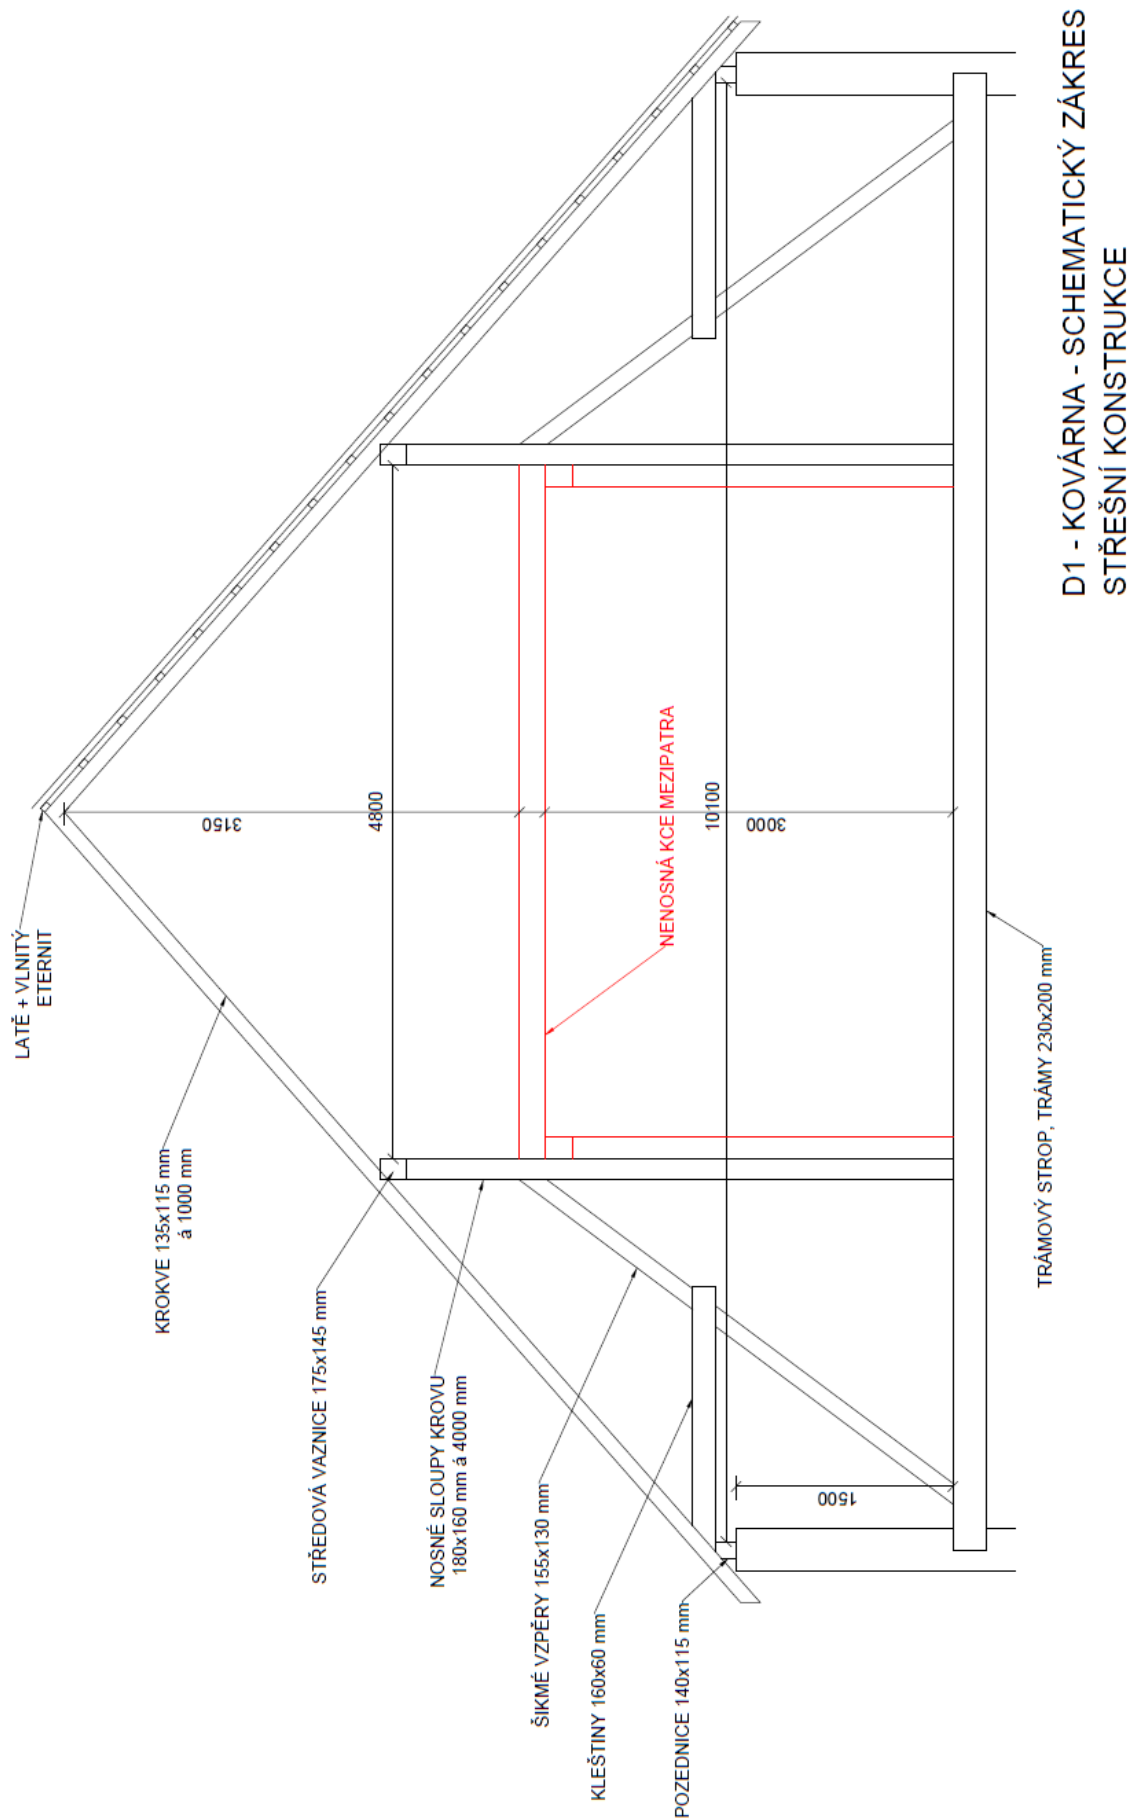 LATĚ + VLNITÝ
ETERNIT
KROKVE 135x115 mm
á 1000 mm
STŘEDOVÁ VAZNICE 175x145 mm
NOSNÉ SLOUPY KROVU
180x160 mm á 4000 mm
ŠIKMÉ VZPĚRY 155x130 mm
KLEŠTINY 160x60 mm
POZEDNICE 140x115 mm
3150
4800
NENOSNÁ KCE MEZIPATRA
10100
3000
1500
TRÁMOVÝ STROP, TRÁMY 230x200 mm
D1 - KOVÁRNA - SCHEMATICKÝ ZÁKRES
STŘEŠNÍ KONSTRUKCE